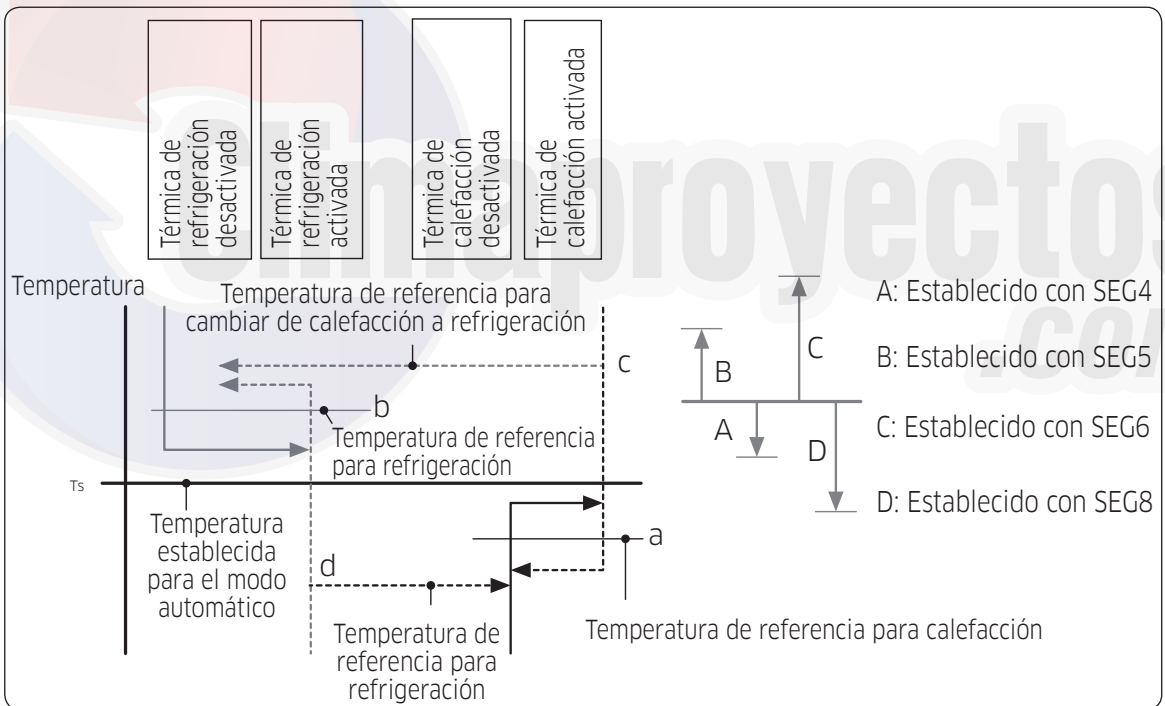 Térmica de
refrigeración
desactivada
Térmica de
refrigeración
activada
Térmica de
calefacción
desactivada
Térmica de
calefacción activada
Climaproyectos
.com
Temperatura
Temperatura de referencia para
cambiar de calefacción a refrigeración
c
b
Temperatura de referencia
para refrigeración
Ts
Temperatura
establecida
para el modo
automático
d
a
Temperatura de
referencia para
refrigeración
Temperatura de referencia para calefacción
B
C
A
D
A: Establecido con SEG4
B: Establecido con SEG5
C: Establecido con SEG6
D: Establecido con SEG8